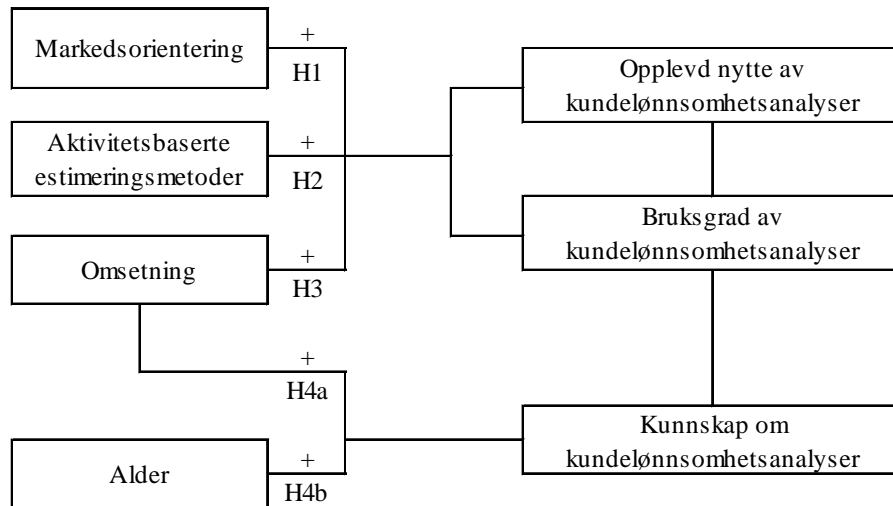 Markedsorientering
+
H1
Aktivitetsbaserte
estimeringsmetoder
+
H2
Omsetning
+
H3
+
H4a
Alder
+
H4b
Opplevd nytte av
kundelønnsomhetsanalyser
Bruksgrad av
kundelønnsomhetsanalyser
Kunnskap om
kundelønnsomhetsanalyser